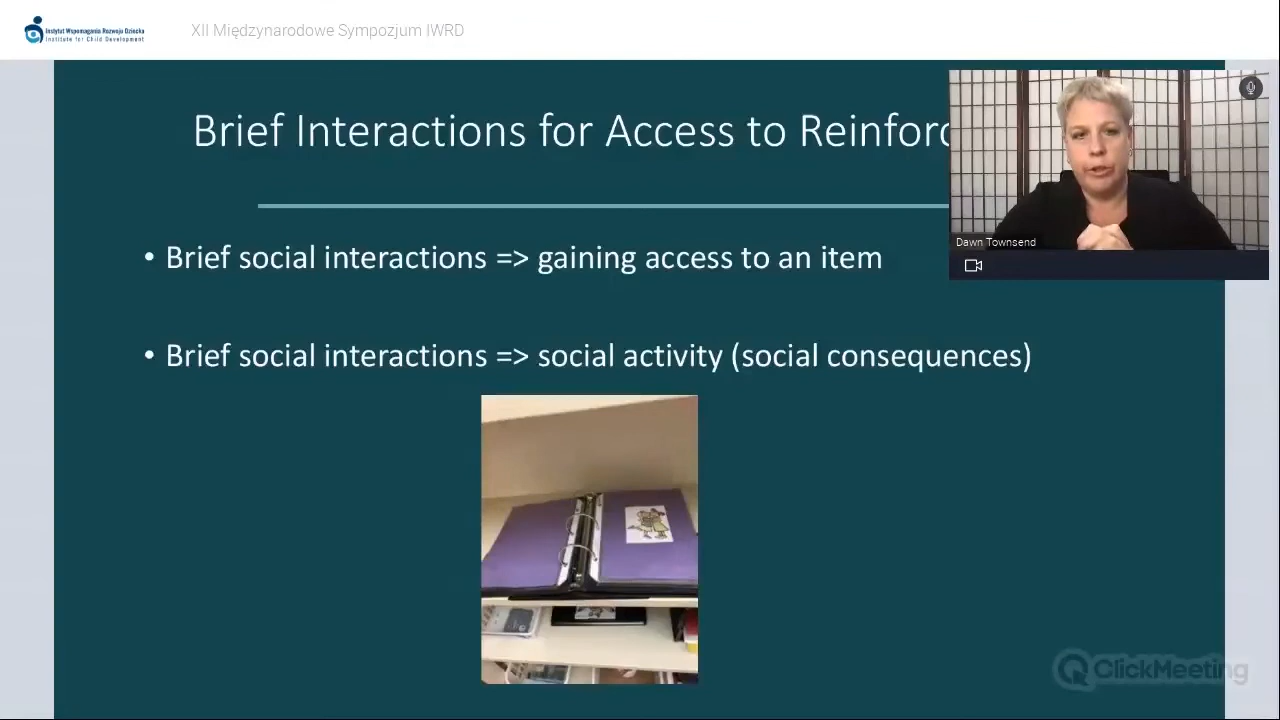 Instytut Wspomagania Rozwoju Dziecka
Institute for Child Development
XII Międzynarodowe Sympozjum IWRD
Brief Interactions for Access to Reinforc
Dawn Townsend
• Brief social interactions => gaining access to an item
• Brief social interactions => social activity (social consequences)
ClickMeeting